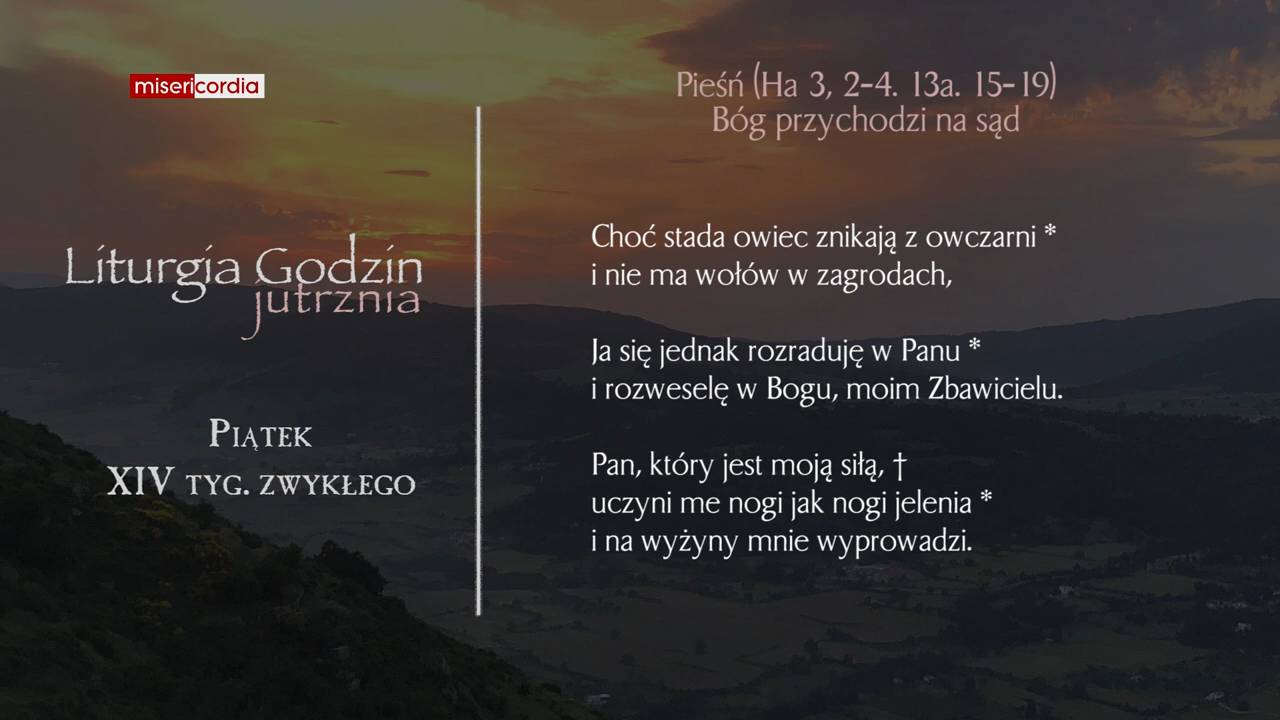 misericordia
Liturgia Godzin
jutrznia
Piątek
XIV tyg. zwykłego
Pieśń (Ha 3, 2-4. 13a. 15-19)
Bóg przychodzi na sąd
Choć stada owiec znikają z owczarni *
i nie ma wołów w zagrodach,
Ja się jednak rozraduję w Panu *
i rozweselę w Bogu, moim Zbawicielu.
Pan, który jest moją siłą, †
uczyni me nogi jak nogi jelenia *
i na wyżyny mnie wyprowadzi.